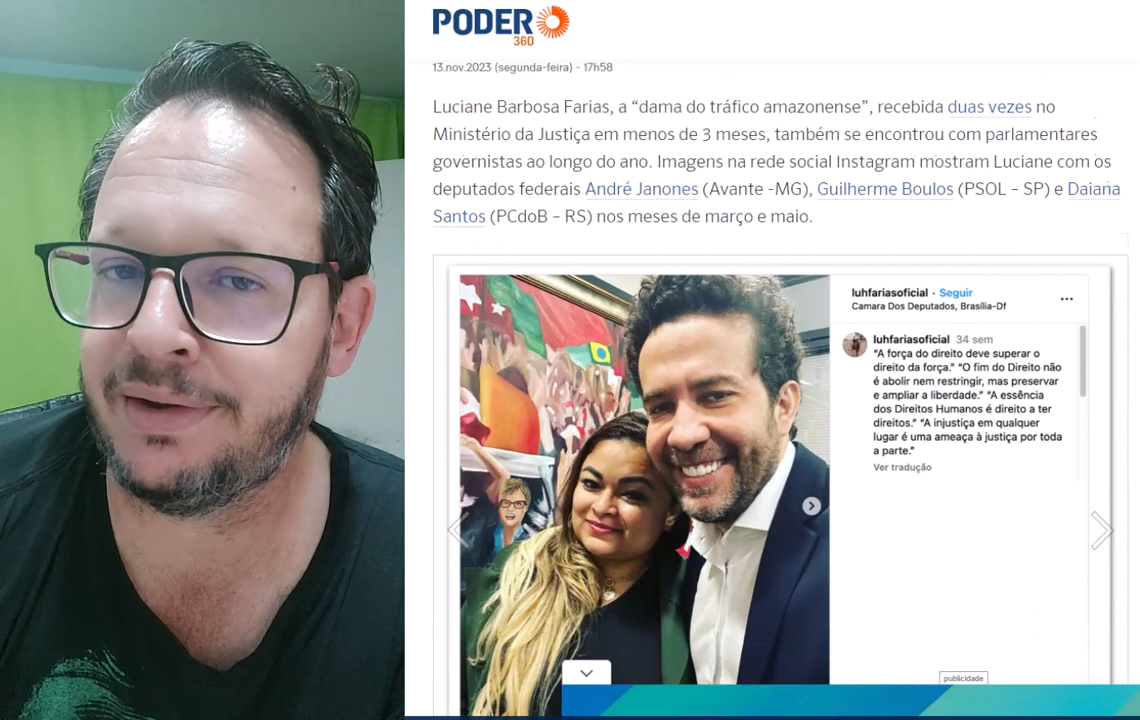 PODER
360
13.nov.2023 (segunda-feira) - 17h58
Luciane Barbosa Farias, a “dama do tráfico amazonense”, recebida duas vezes no
Ministério da Justiça em menos de 3 meses, também se encontrou com parlamentares
governistas ao longo do ano. Imagens na rede social Instagram mostram Luciane com os
deputados federais André Janones (Avante -MG), Guilherme Boulos (PSOL – SP) e Daiana
Santos (PCdoB – RS) nos meses de março e maio.
luhfariasoficial · Seguir
Camara Dos Deputados, Brasília-Df
luhfariasoficial 34 sem
“A força do direito deve superar o
direito da força.” “O fim do Direito não
é abolir nem restringir, mas preservar
e ampliar a liberdade.” “A essência
dos Direitos Humanos é direito a ter
direitos.” “A injustiça em qualquer
lugar é uma ameaça à justiça por toda
a parte.”
Ver tradução
publicidade